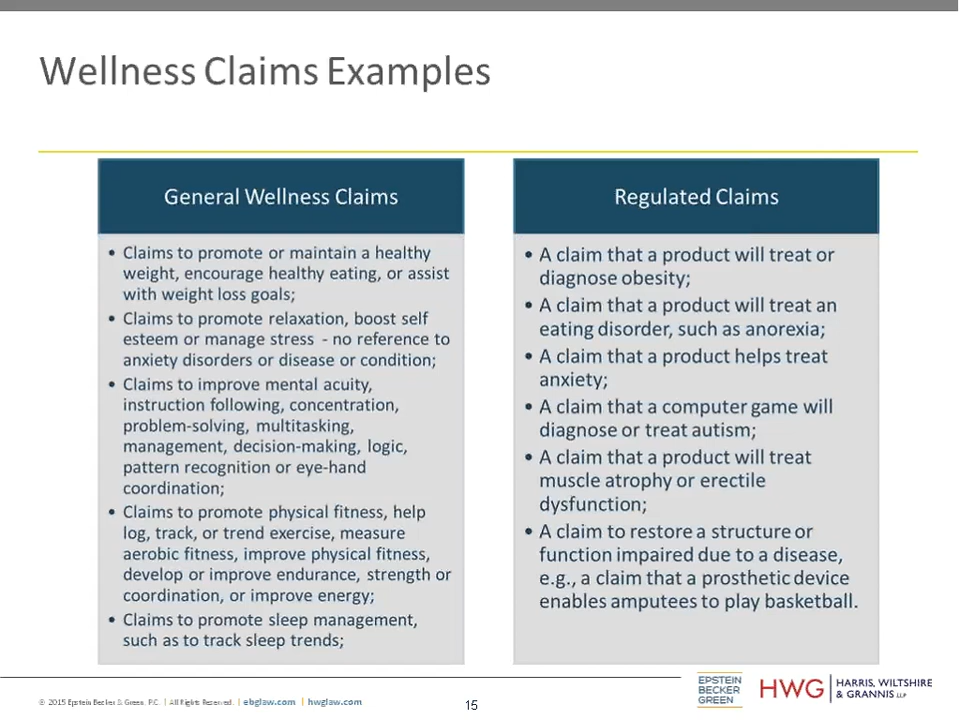 Wellness Claims Examples
General Wellness Claims
• Claims to promote or maintain a healthy
weight, encourage healthy eating, or assist
with weight loss goals;
• Claims to promote relaxation, boost self
esteem or manage stress - no reference to
anxiety disorders or disease or condition;
• Claims to improve mental acuity,
instruction following, concentration,
problem-solving, multitasking,
management, decision-making, logic,
pattern recognition or eye-hand
coordination;
• Claims to promote physical fitness, help
log, track, or trend exercise, measure
aerobic fitness, improve physical fitness,
develop or improve endurance, strength or
coordination, or improve energy;
• Claims to promote sleep management,
such as to track sleep trends;
Regulated Claims
• A claim that a product will treat or
diagnose obesity;
• A claim that a product will treat an
eating disorder, such as anorexia;
• A claim that a product helps treat
anxiety;
• A claim that a computer game will
diagnose or treat autism;
• A claim that a product will treat
muscle atrophy or erectile
dysfunction;
• A claim to restore a structure or
function impaired due to a disease,
e.g., a claim that a prosthetic device
enables amputees to play basketball.
© 2015 Epstein Becker & Green, P.C. | All Rights Reserved. | ebglaw.com | hwglaw.com
15
EPSTEIN
BECKER
GREEN
HWG
HARRIS, WILTSHIRE
& GRANNIS LLP